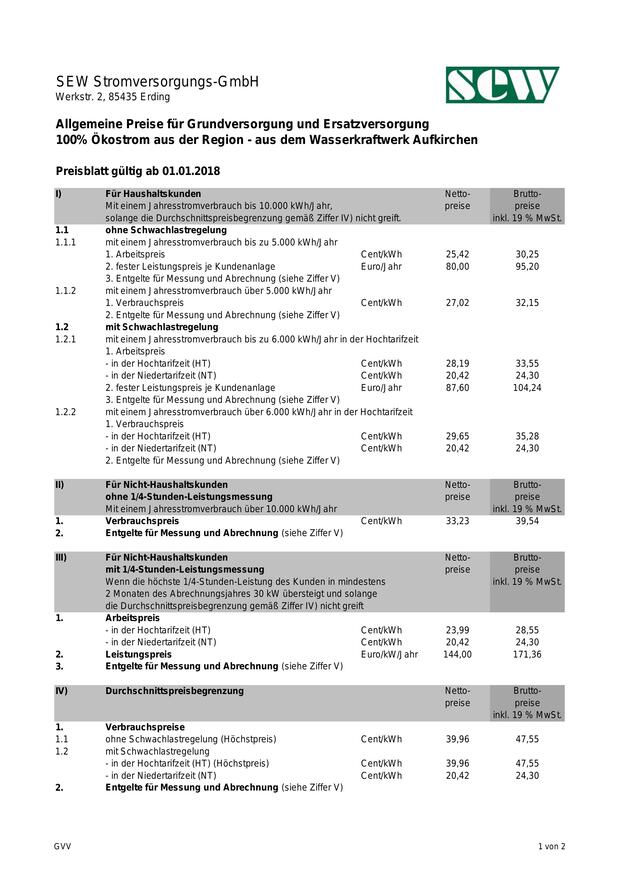 SEW Stromversorgungs-GmbH
Werkstr. 2, 85435 Erding
sew
Allgemeine Preise für Grundversorgung und Ersatzversorgung
100% Ökostrom aus der Region - aus dem Wasserkraftwerk Aufkirchen
Preisblatt gültig ab 01.01.2018
I) Für Haushaltskunden Netto- Brutto-
Mit einem Jahresstromverbrauch bis 10.000 kWh/Jahr, preise preise
solange die Durchschnittspreisbegrenzung gemäß Ziffer IV) nicht greift. inkl. 19 % MwSt.
1.1 ohne Schwachlastregelung
1.1.1 mit einem Jahresstromverbrauch bis zu 5.000 kWh/Jahr
1. Arbeitspreis Cent/kWh 25,42 30,25
2. fester Leistungspreis je Kundenanlage Euro/Jahr 80,00 95,20
3. Entgelte für Messung und Abrechnung (siehe Ziffer V)
1.1.2 mit einem Jahresstromverbrauch über 5.000 kWh/Jahr
1. Verbrauchspreis Cent/kWh 27,02 32,15
2. Entgelte für Messung und Abrechnung (siehe Ziffer V)
1.2 mit Schwachlastregelung
1.2.1 mit einem Jahresstromverbrauch bis zu 6.000 kWh/Jahr in der Hochtarifzeit
1. Arbeitspreis
- in der Hochtarifzeit (HT) Cent/kWh 28,19 33,55
- in der Niedertarifzeit (NT) Cent/kWh 20,42 24,30
2. fester Leistungspreis je Kundenanlage Euro/Jahr 87,60 104,24
3. Entgelte für Messung und Abrechnung (siehe Ziffer V)
1.2.2 mit einem Jahresstromverbrauch über 6.000 kWh/Jahr in der Hochtarifzeit
1. Verbrauchspreis
- in der Hochtarifzeit (HT) Cent/kWh 29,65 35,28
- in der Niedertarifzeit (NT) Cent/kWh 20,42 24,30
2. Entgelte für Messung und Abrechnung (siehe Ziffer V)
II) Für Nicht-Haushaltskunden Netto- Brutto-
ohne 1/4-Stunden-Leistungsmessung preise preise
Mit einem Jahresstromverbrauch über 10.000 kWh/Jahr inkl. 19 % MwSt.
1. Verbrauchspreis Cent/kWh 33,23 39,54
2. Entgelte für Messung und Abrechnung (siehe Ziffer V)
III) Für Nicht-Haushaltskunden Netto- Brutto-
mit 1/4-Stunden-Leistungsmessung preise preise
Wenn die höchste 1/4-Stunden-Leistung des Kunden in mindestens inkl. 19 % MwSt.
2 Monaten des Abrechnungsjahres 30 kW übersteigt und solange
die Durchschnittspreisbegrenzung gemäß Ziffer IV) nicht greift
1. Arbeitspreis
- in der Hochtarifzeit (HT) Cent/kWh 23,99 28,55
- in der Niedertarifzeit (NT) Cent/kWh 20,42 24,30
2. Leistungspreis Euro/kW/Jahr 144,00 171,36
3. Entgelte für Messung und Abrechnung (siehe Ziffer V)
IV) Durchschnittspreisbegrenzung Netto- Brutto-
preise preise
inkl. 19 % MwSt.
1. Verbrauchspreise
1.1 ohne Schwachlastregelung (Höchstpreis) Cent/kWh 39,96 47,55
1.2 mit Schwachlastregelung
- in der Hochtarifzeit (HT) (Höchstpreis) Cent/kWh 39,96 47,55
- in der Niedertarifzeit (NT) Cent/kWh 20,42 24,30
2. Entgelte für Messung und Abrechnung (siehe Ziffer V)
GVV 1 von 2